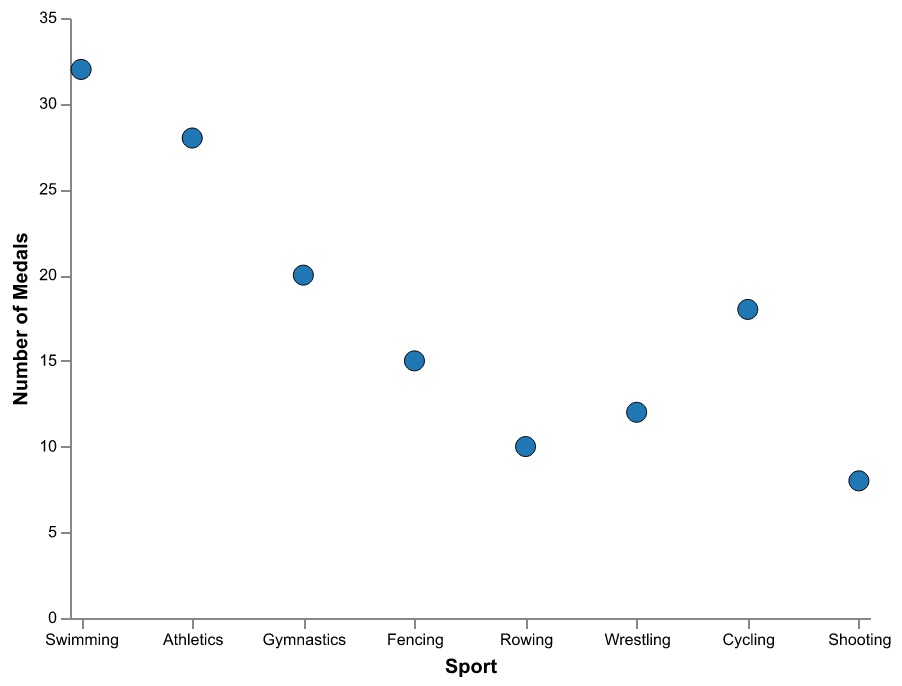 35
30
25
20
15
10
5
0
Number of Medals
Swimming Athletics Gymnastics Fencing Rowing Wrestling Cycling Shooting
Sport